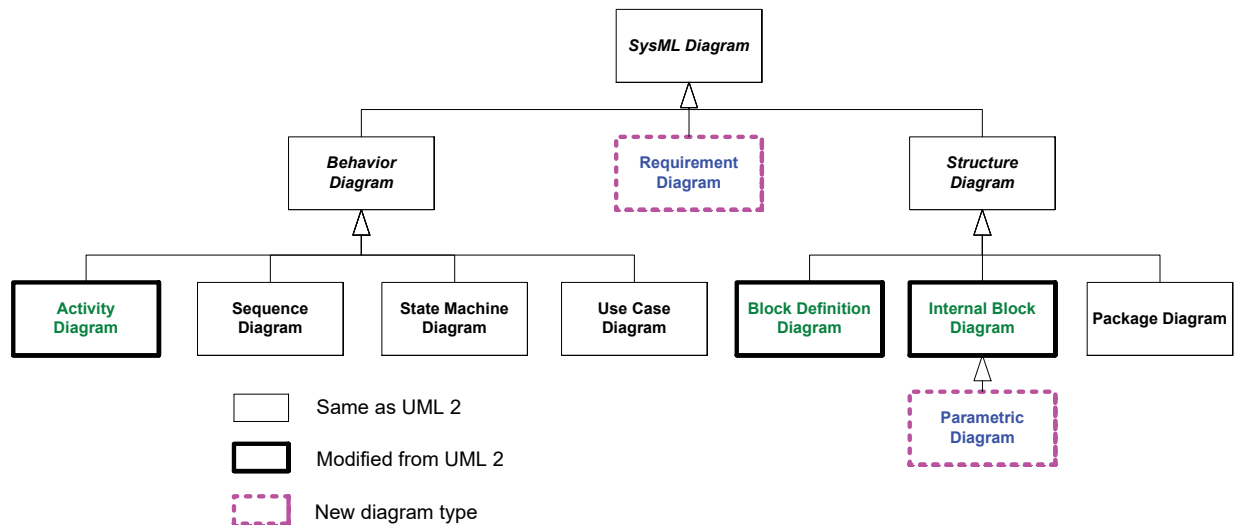 SysML Diagram
Behavior
Diagram
Requirement
Diagram
Structure
Diagram
Activity
Diagram
Sequence
Diagram
State Machine
Diagram
Use Case
Diagram
Block Definition
Diagram
Internal Block
Diagram
Package Diagram
Parametric
Diagram
Same as UML 2
Modified from UML 2
New diagram type